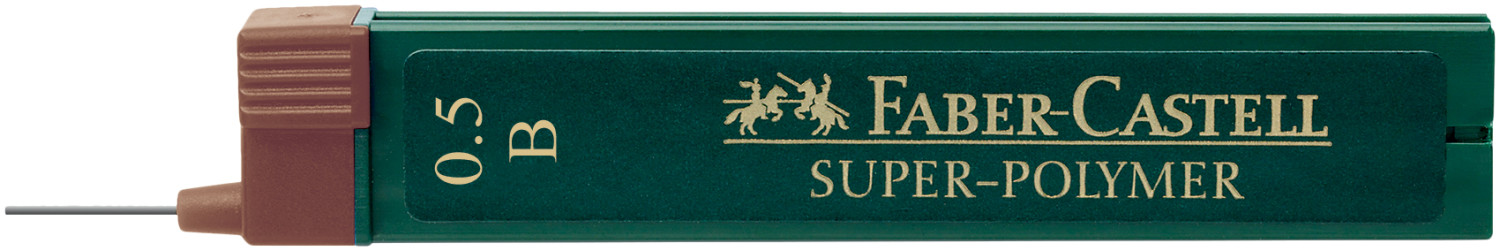 0.5
B
FABER-CASTELL
SUPER-POLYMER